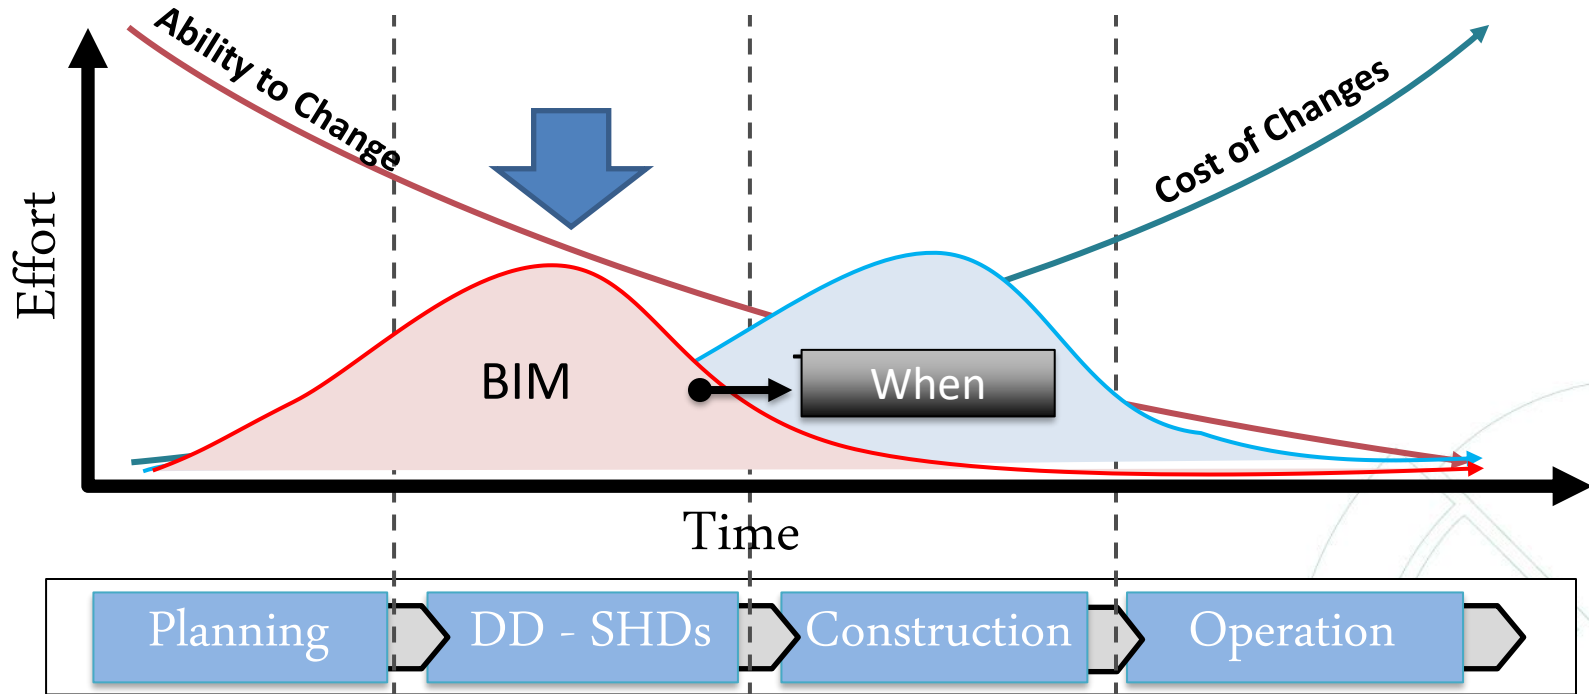 Ability to Change
Cost of Changes
Effort
BIM
When
Time
Planning
DD - SHDs
Construction
Operation